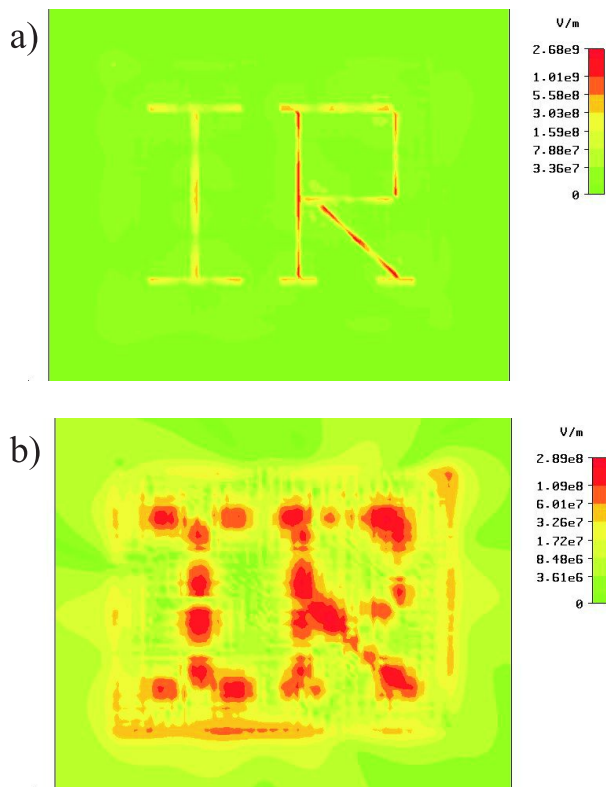 a)
V/m
2.68e9
1.01e9
5.58e8
3.03e8
1.59e8
7.88e7
3.36e7
0
IR
b)
V/m
2.89e8
1.09e8
6.01e7
3.26e7
1.72e7
8.48e6
3.61e6
0
IR